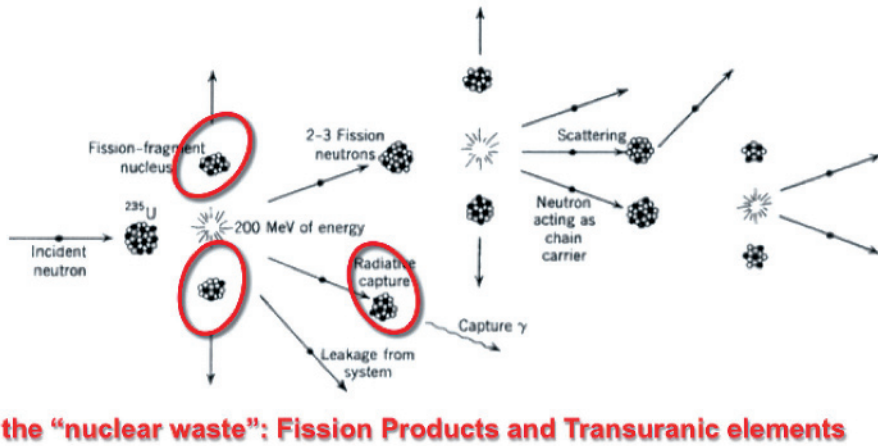 Fission-fragment
nucleus
2-3 Fission
neutrons
Scattering
²³⁵U
200 MeV of energy
Neutron
acting as
chain
carrier
Incident
neutron
Radiative
capture
Capture γ
Leakage from
system
the “nuclear waste”: Fission Products and Transuranic elements